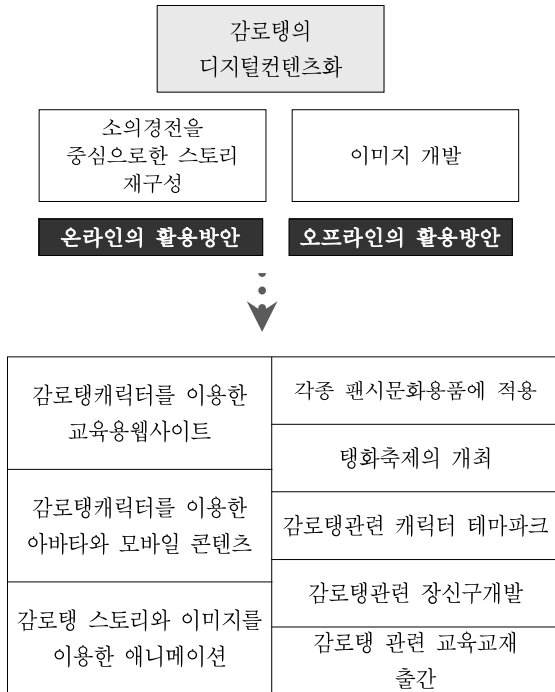 감로탱의
디지털컨텐츠화
소의경전을
중심으로한 스토리
재구성
이미지 개발
온라인의 활용방안
오프라인의 활용방안
감로탱캐릭터를 이용한
교육용웹사이트
감로탱캐릭터를 이용한
아바타와 모바일 콘텐츠
감로탱 스토리와 이미지를
이용한 애니메이션
각종 팬시문화용품에 적용
탱화축제의 개최
감로탱관련 캐릭터 테마파크
감로탱관련 장신구개발
감로탱 관련 교육교재
출간